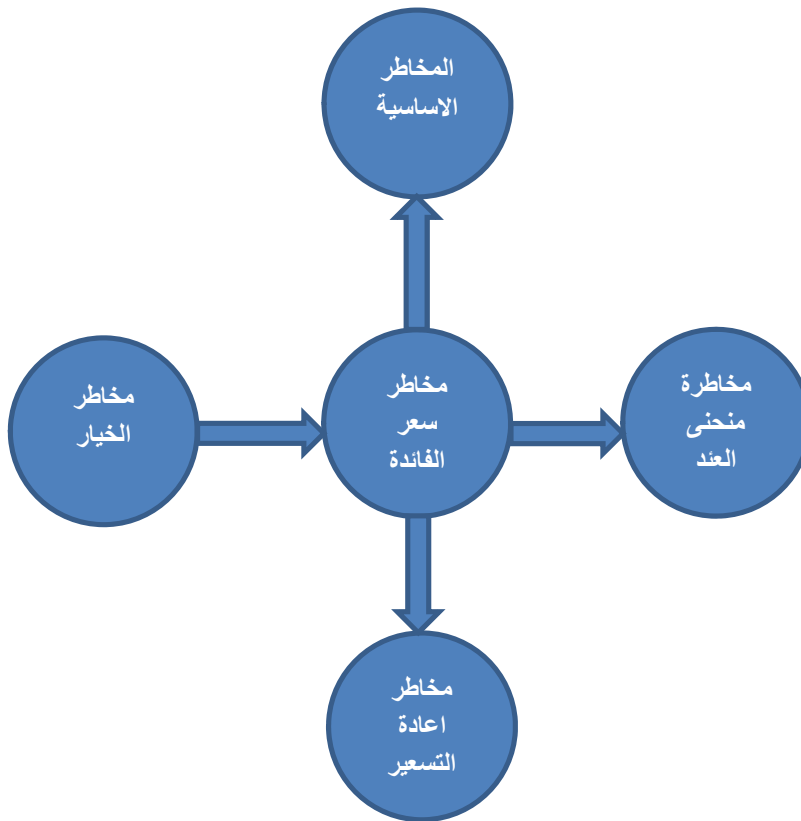 المخاطر
الاساسية
مخاطر
الخيار
مخاطر
سعر
الفائدة
مخاطرة
منحنى
العئد
مخاطر
اعادة
التسعير